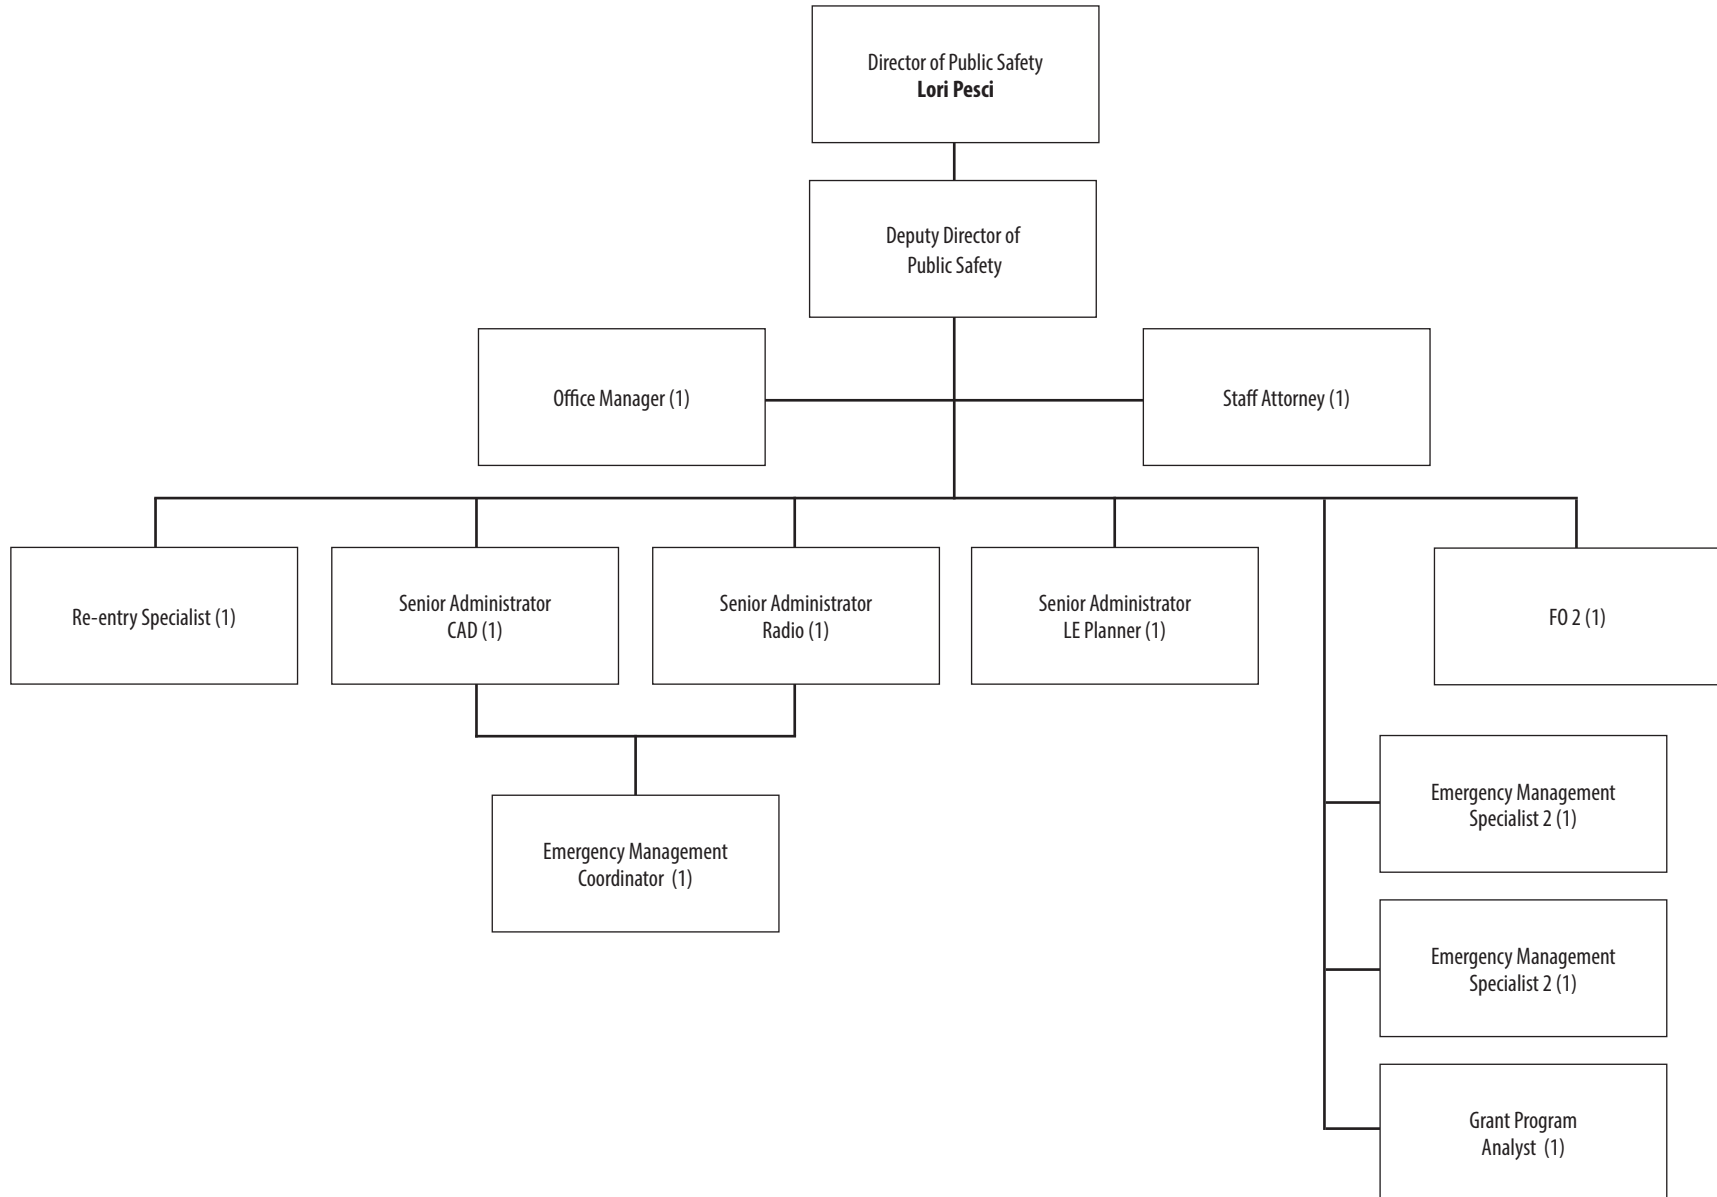 Director of Public Safety
Lori Pesci
Deputy Director of
Public Safety
Office Manager (1)
Staff Attorney (1)
Re-entry Specialist (1)
Senior Administrator
CAD (1)
Senior Administrator
Radio (1)
Senior Administrator
LE Planner (1)
FO 2 (1)
Emergency Management
Specialist 2 (1)
Emergency Management
Coordinator (1)
Emergency Management
Specialist 2 (1)
Grant Program
Analyst (1)